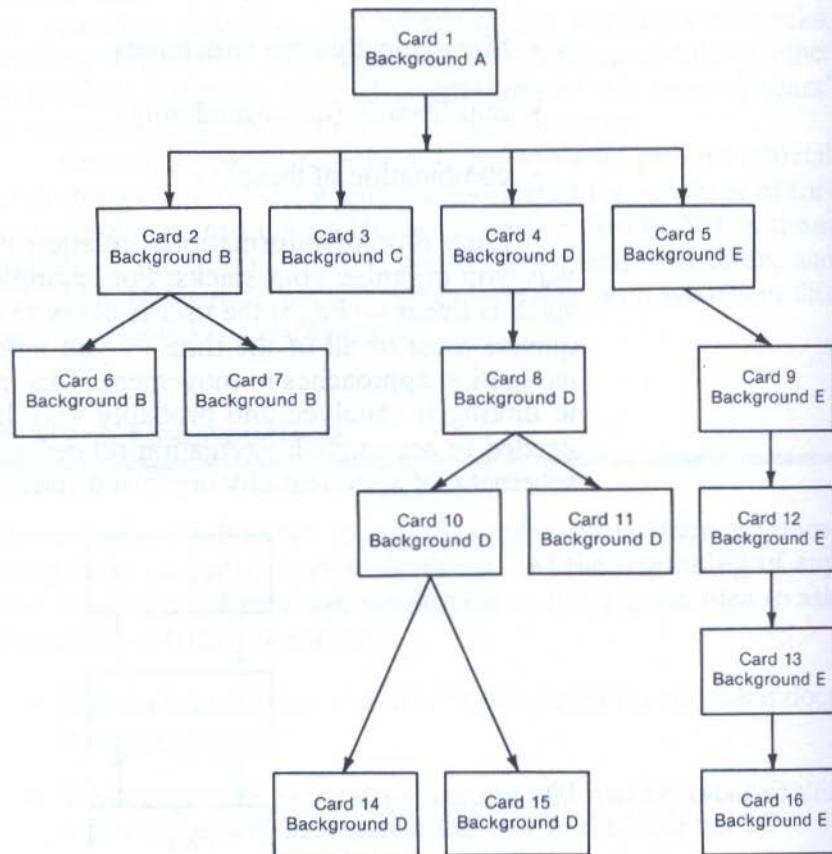 Card 1
Background A
Card 2
Background B
Card 3
Background C
Card 4
Background D
Card 5
Background E
Card 6
Background B
Card 7
Background B
Card 8
Background D
Card 9
Background E
Card 10
Background D
Card 11
Background D
Card 12
Background E
Card 13
Background E
Card 14
Background D
Card 15
Background D
Card 16
Background E